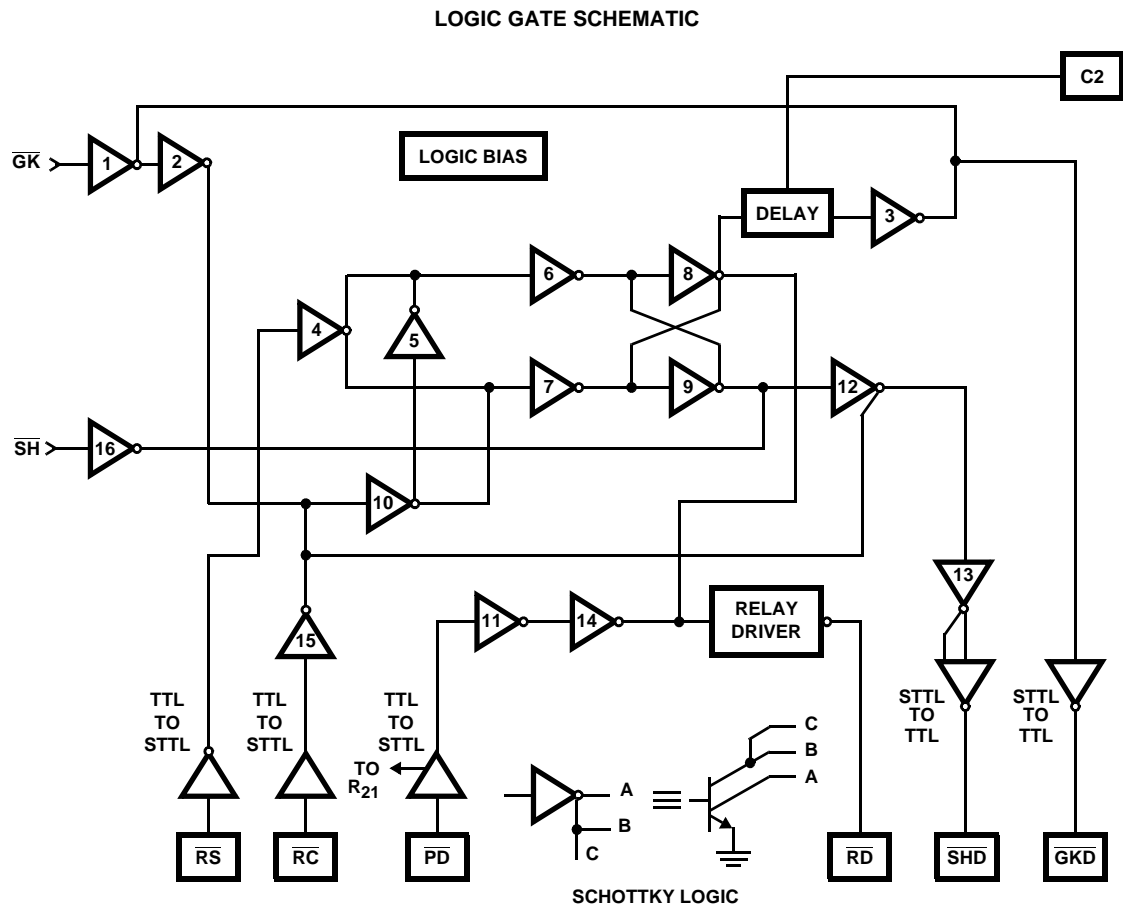 LOGIC GATE SCHEMATIC
C2
GK
1
2
LOGIC BIAS
DELAY
3
4
5
6
8
7
9
12
SH
16
10
13
11
14
RELAY
DRIVER
15
TTL
TO
STTL
TTL
TO
STTL
TTL
TO
STTL
TO
R21
STTL
TO
TTL
STTL
TO
TTL
A
B
C
C
B
A
RS
RC
PD
RD
SHD
GKD
SCHOTTKY LOGIC